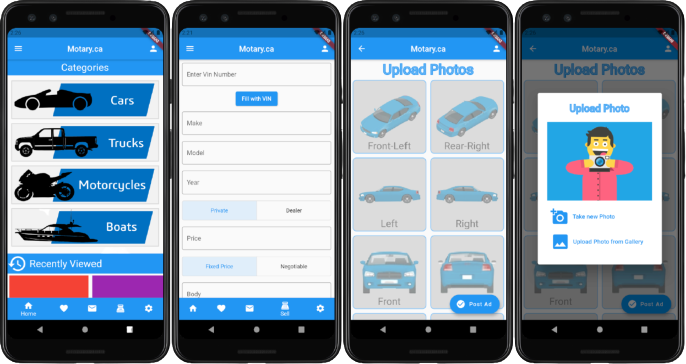 Motary.ca
Categories
Cars
Trucks
Motorcycles
Boats
Recently Viewed
Home
Motary.ca
Enter Vin Number
Fill with VIN
Make
Model
Year
Private
Dealer
Price
Fixed Price
Negotiable
Body
Sell
Motary.ca
Upload Photos
Front-Left
Rear-Right
Left
Right
Front
Post Ad
Motary.ca
Upload Photos
Upload Photo
Take new Photo
Upload Photo from Gallery
Front
Post Ad